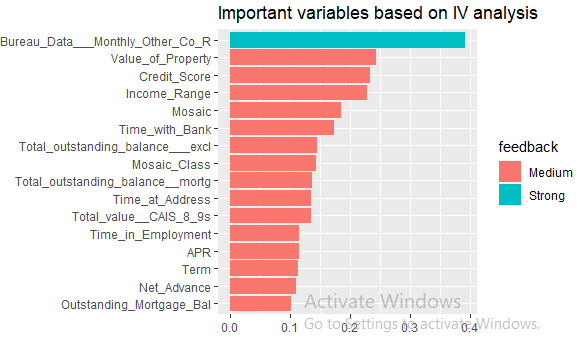 Important variables based on IV analysis
Bureau_Data___Monthly_Other_Co_R
Value_of_Property
Credit_Score
Income_Range
Mosaic
Time_with_Bank
Total_outstanding_balance___excl
Mosaic_Class
Total_outstanding_balance__mortg
Time_at_Address
Total_value__CAIS_8_9s
Time_in_Employment
APR
Term
Net_Advance
Outstanding_Mortgage_Bal
0.0 0.1 0.2 0.3 0.4
feedback
Medium
Strong
Activate Windows
Go to Settings to activate Windows.